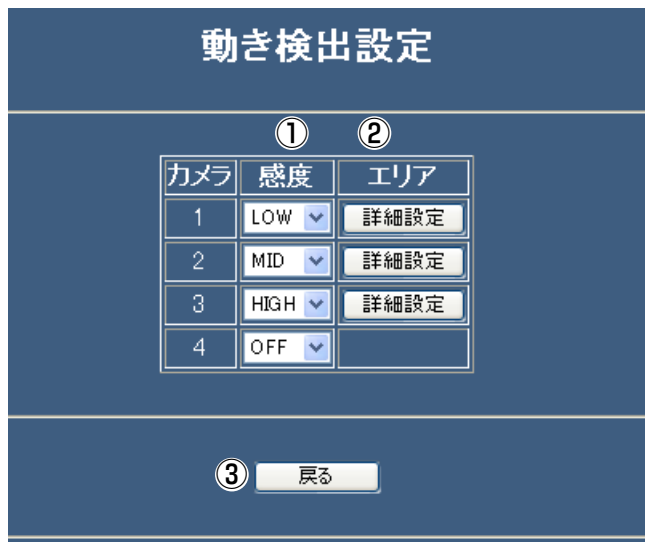 動き検出設定
① ②
カメラ 感度 エリア
1 LOW 詳細設定
2 MID 詳細設定
3 HIGH 詳細設定
4 OFF
③ 戻る